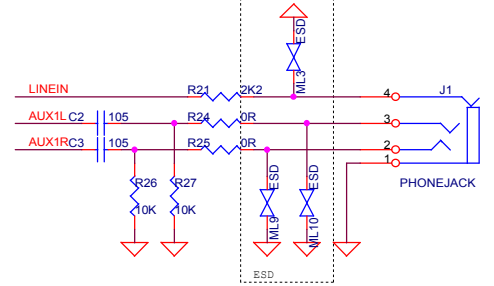 ESD
ML3
LINEIN
R21
2K2
4
J1
AUX1L
C2
105
R24
0R
3
AUX1R
C3
105
R25
0R
2
1
R26
R27
ESD
ESD
PHONEJACK
10K
10K
ML9
ML10
ESD